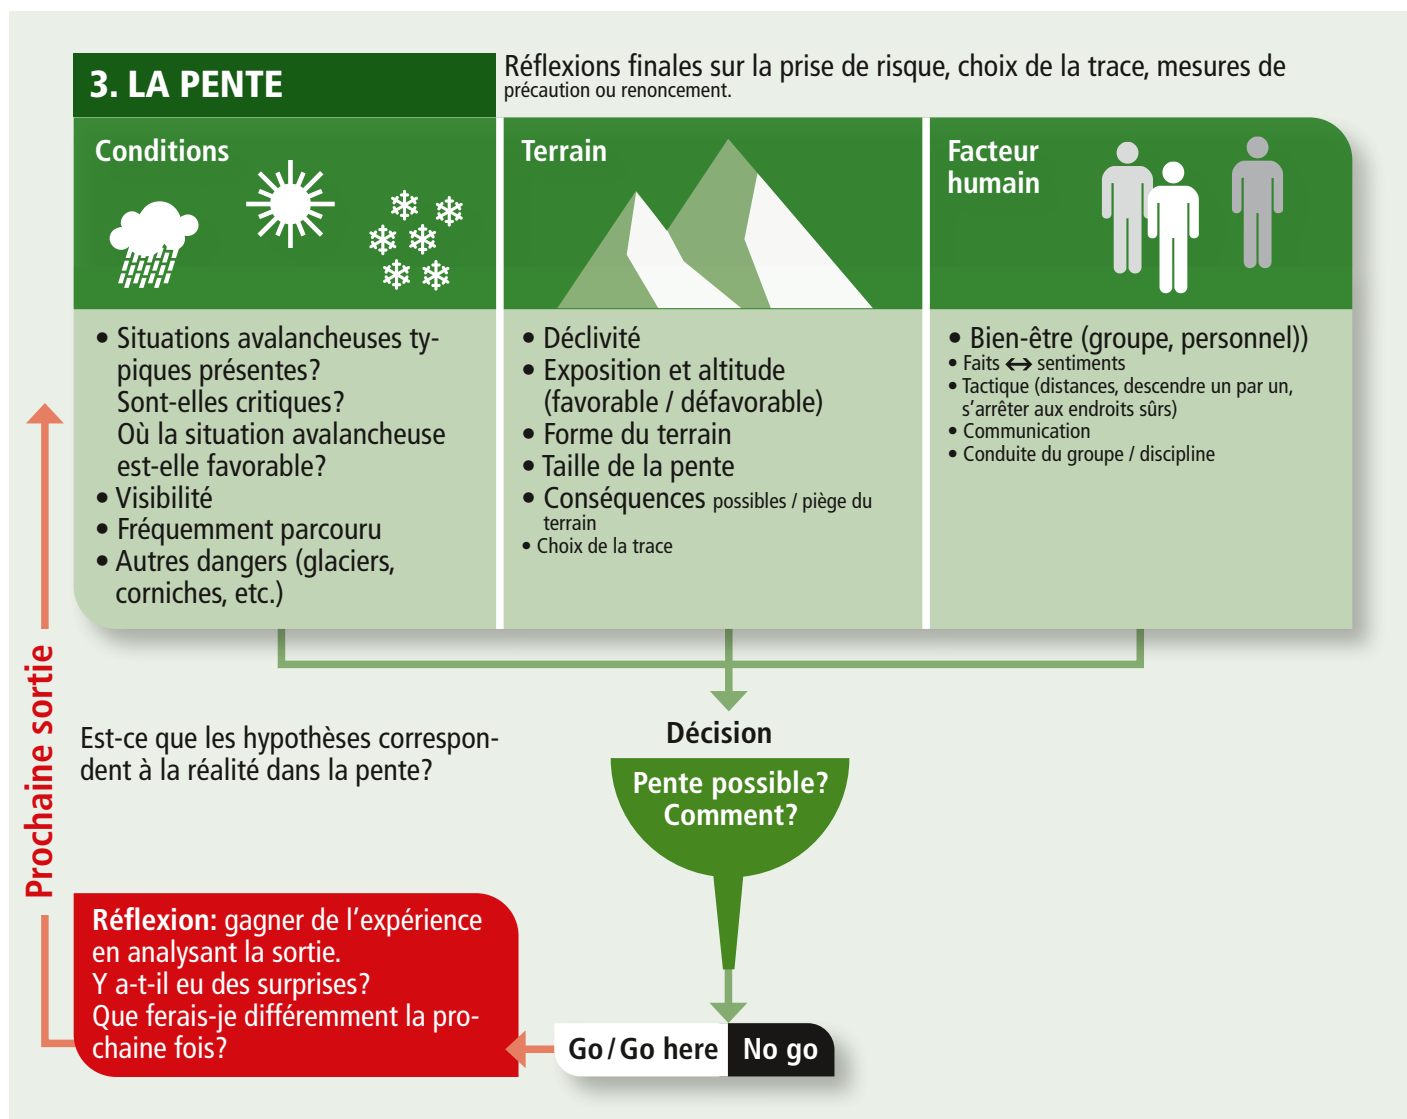 3. LA PENTE
Réflexions finales sur la prise de risque, choix de la trace, mesures de
précaution ou renoncement.
Conditions
• Situations avalancheuses ty-
piques présentes?
Sont-elles critiques?
Où la situation avalancheuse
est-elle favorable?
• Visibilité
• Fréquemment parcouru
• Autres dangers (glaciers,
corniches, etc.)
Terrain
• Déclivité
• Exposition et altitude
(favorable / défavorable)
• Forme du terrain
• Taille de la pente
• Conséquences possibles / piège du
terrain
• Choix de la trace
Facteur
humain
• Bien-être (groupe, personnel))
• Faits ↔ sentiments
• Tactique (distances, descendre un par un,
s’arrêter aux endroits sûrs)
• Communication
• Conduite du groupe / discipline
Est-ce que les hypothèses correspon-
dent à la réalité dans la pente?
Décision
Pente possible?
Comment?
Go / Go here
No go
Réflexion: gagner de l’expérience
en analysant la sortie.
Y a-t-il eu des surprises?
Que ferais-je différemment la pro-
chaine fois?
Prochaine sortie